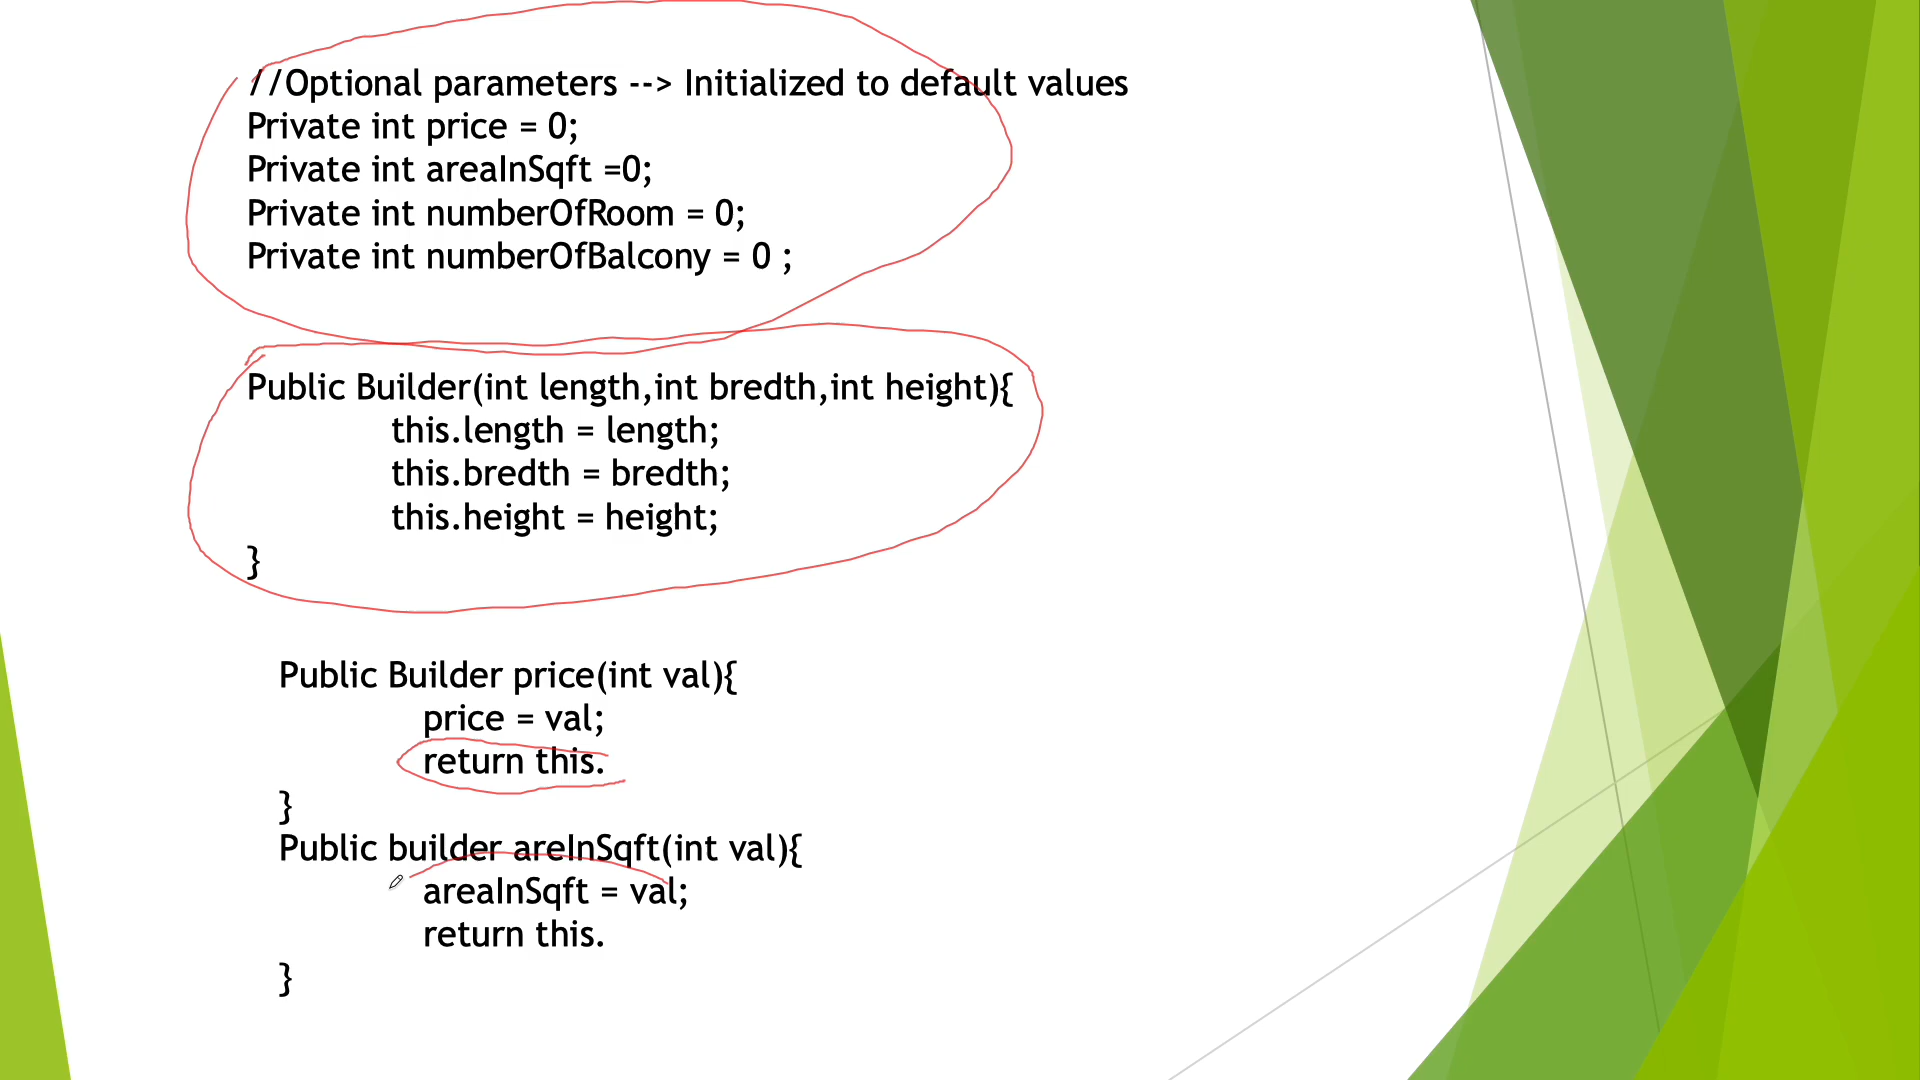 //Optional parameters --> Initialized to default values
Private int price = 0;
Private int areaInSqft =0;
Private int numberOfRoom = 0;
Private int numberOfBalcony = 0 ;
Public Builder(int length,int bredth,int height){
this.length = length;
this.bredth = bredth;
this.height = height;
}
Public Builder price(int val){
price = val;
return this.
}
Public builder areInSqft(int val){
areaInSqft = val;
return this.
}